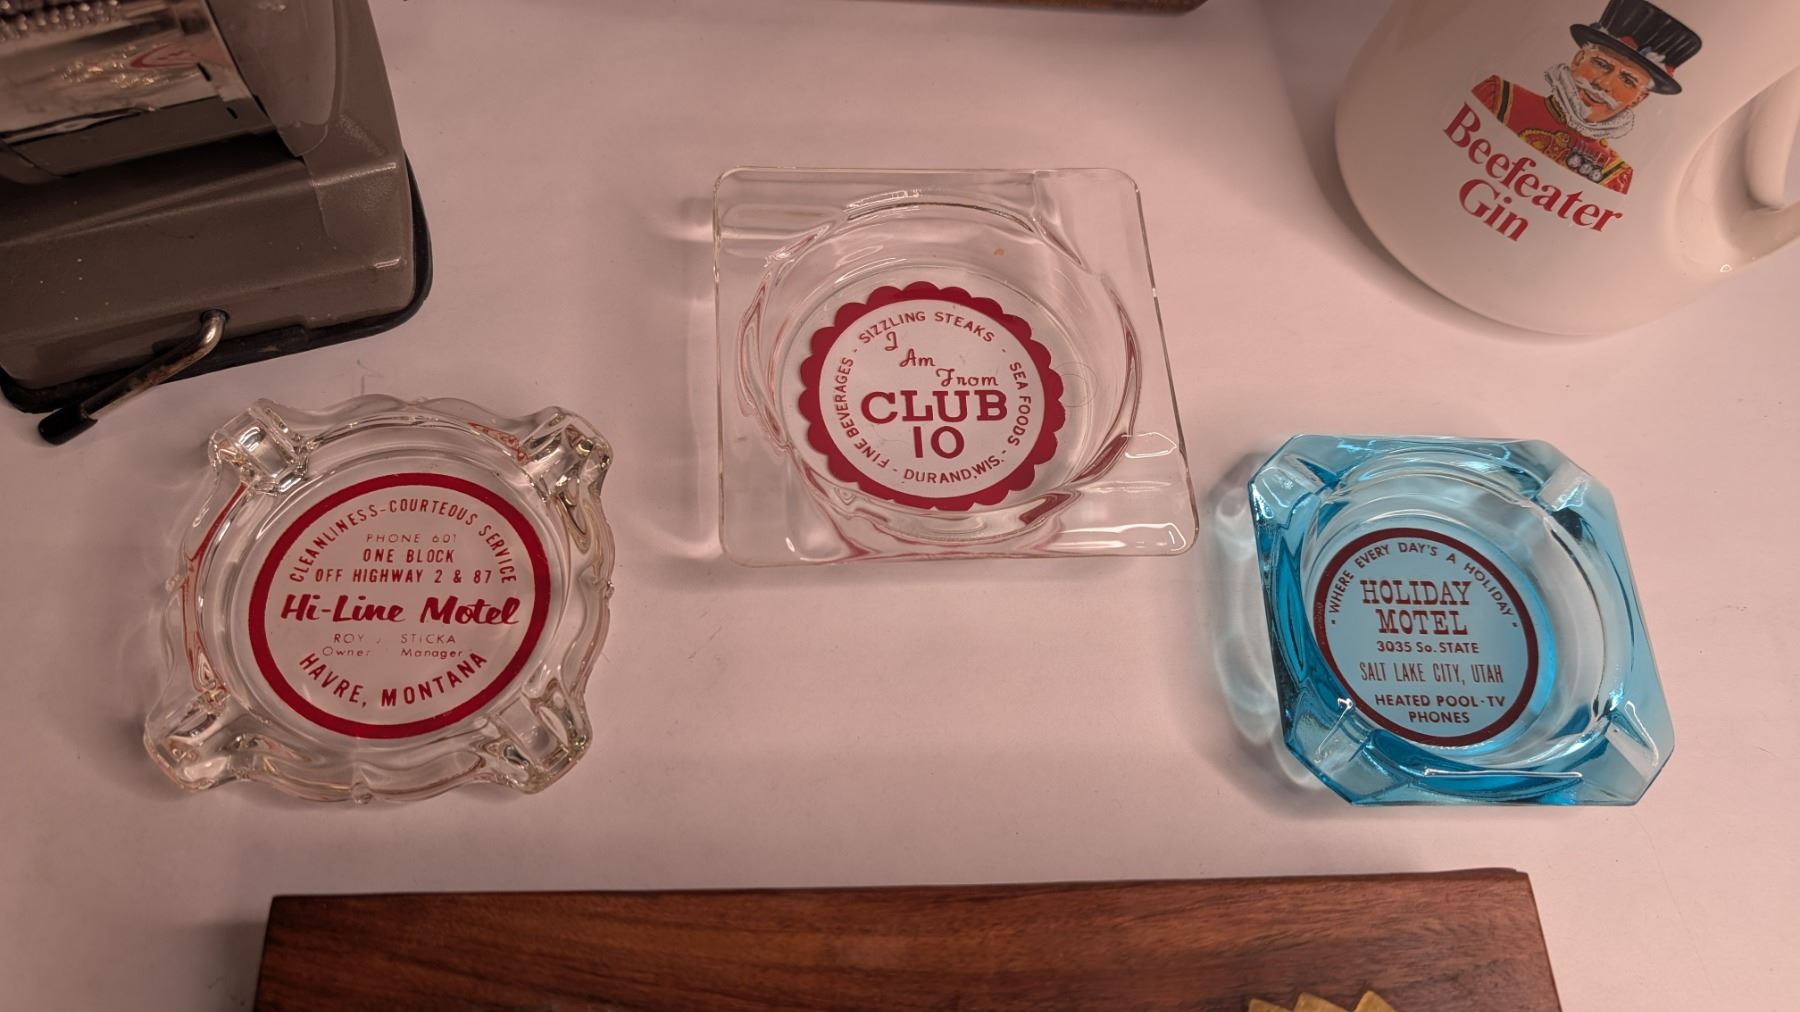 Beefeater
Gin
SIZZLING STEAKS - SEA FOODS - DURAND, WIS. - FINE BEVERAGES -
I
Am
From
CLUB
10
CLEANLINESS-COURTEOUS SERVICE
PHONE 601
ONE BLOCK
OFF HIGHWAY 2 & 87
Hi-Line Motel
ROY J STICKA
Owner Manager
HAVRE, MONTANA
"WHERE EVERY DAY'S A HOLIDAY"
HOLIDAY
MOTEL
3035 So. STATE
SALT LAKE CITY, UTAH
HEATED POOL·TV
PHONES